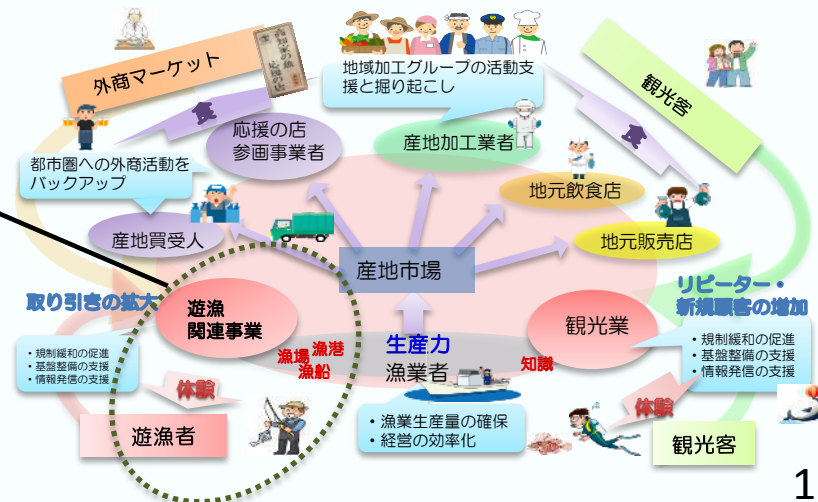 外商マーケット
高知家の魚
応援の店
地域加工グループの活動支
援と掘り起こし
観光客
食
食
都市圏への外商活動を
バックアップ
応援の店
参画事業者
産地加工業者
地元飲食店
産地買受人
地元販売店
産地市場
取り引きの拡大
遊漁
関連事業
リピーター・
新規顧客の増加
観光業
・規制緩和の促進
・基盤整備の支援
・情報発信の支援
漁場
漁港
漁船
生産力
漁業者
知識
・規制緩和の促進
・基盤整備の支援
・情報発信の支援
体験
体験
遊漁者
・漁業生産量の確保
・経営の効率化
観光客
1